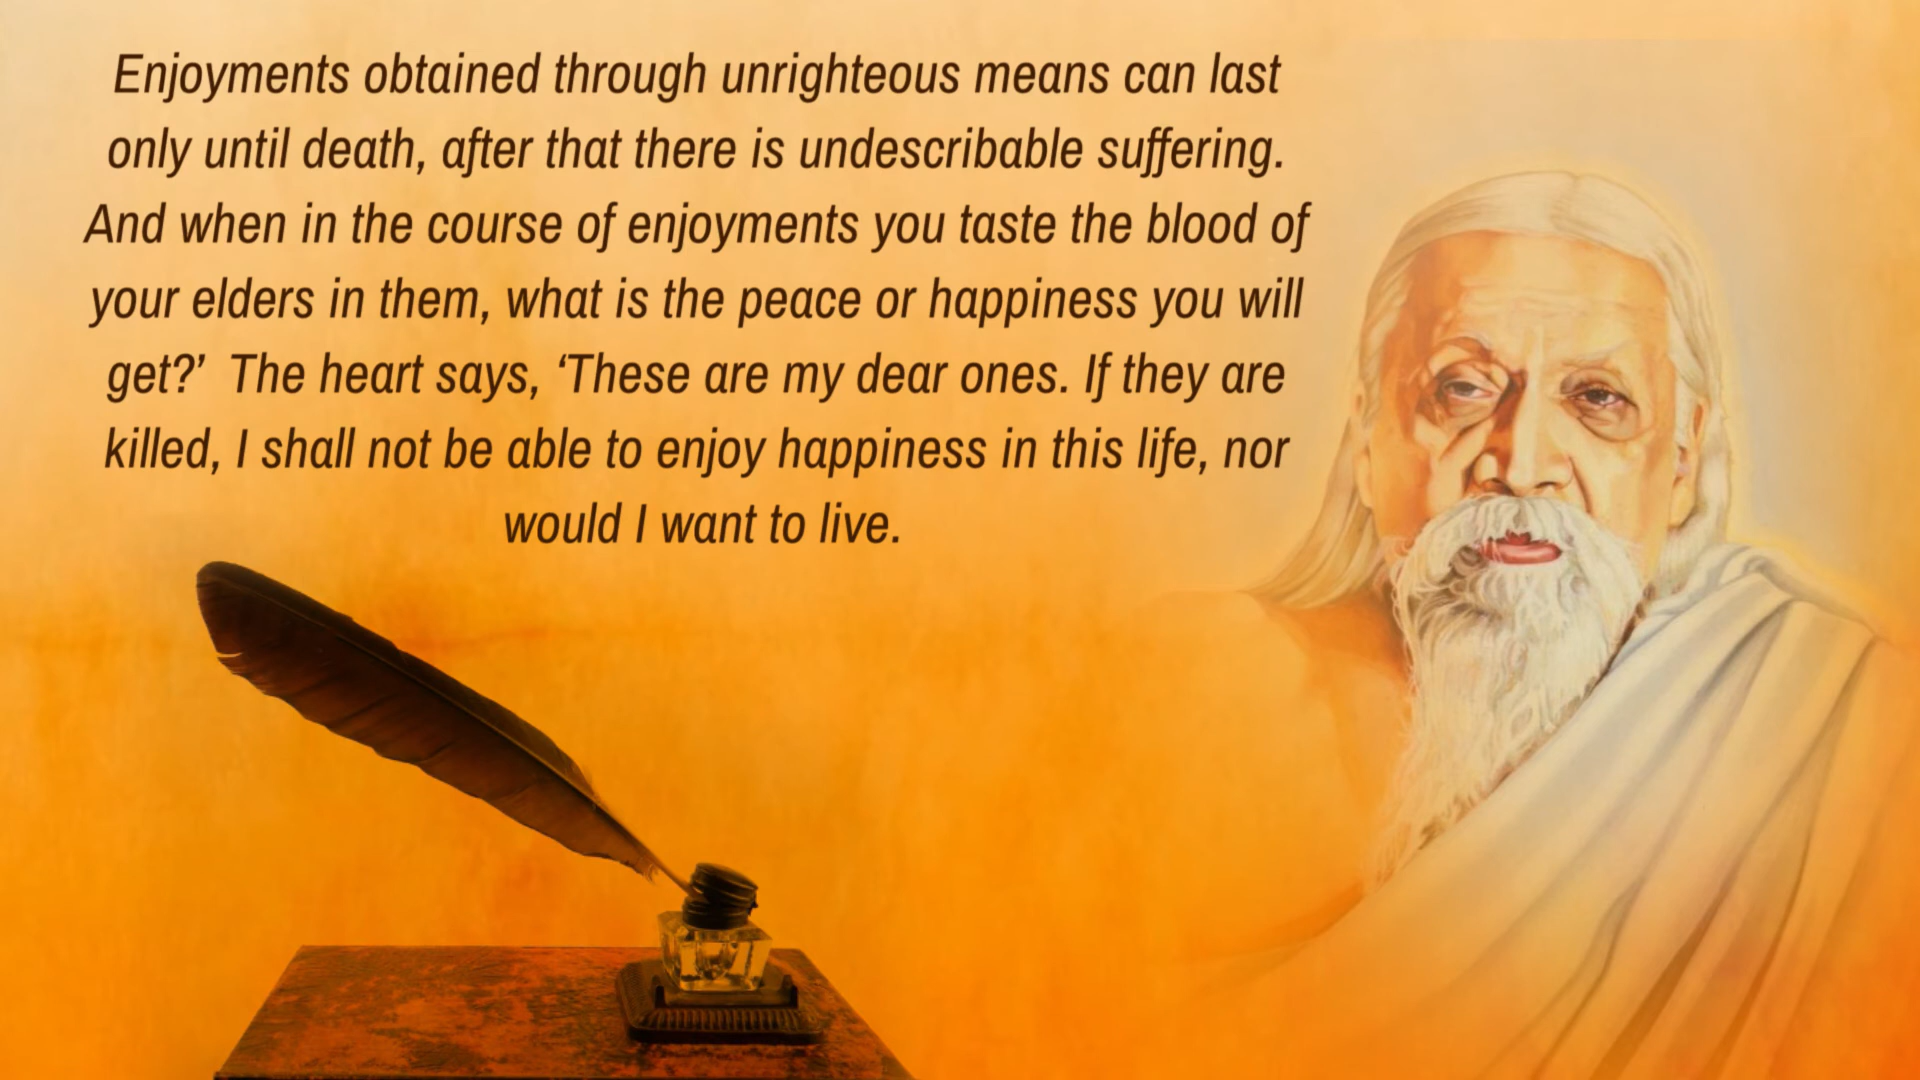 Enjoyments obtained through unrighteous means can last
only until death, after that there is undescribable suffering.
And when in the course of enjoyments you taste the blood of
your elders in them, what is the peace or happiness you will
get?’ The heart says, ‘These are my dear ones. If they are
killed, I shall not be able to enjoy happiness in this life, nor
would I want to live.